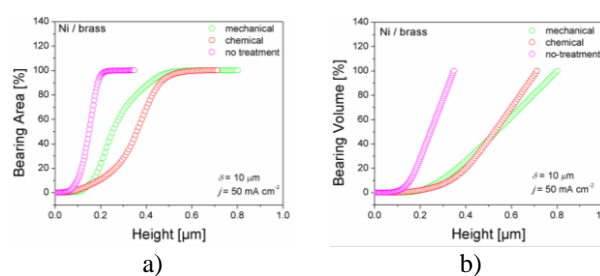 Ni / brass
mechanical
chemical
no treatment
Bearing Area [%]
140
120
100
80
60
40
20
0
δ = 10 μm
j = 50 mA cm⁻²
0.0 0.2 0.4 0.6 0.8 1.0
Height [μm]
a)
Ni / brass
mechanical
chemical
no-treatment
Bearing Volume [%]
140
120
100
80
60
40
20
0
δ = 10 μm
j = 50 mA cm⁻²
0.0 0.2 0.4 0.6 0.8 1.0
Height [μm]
b)